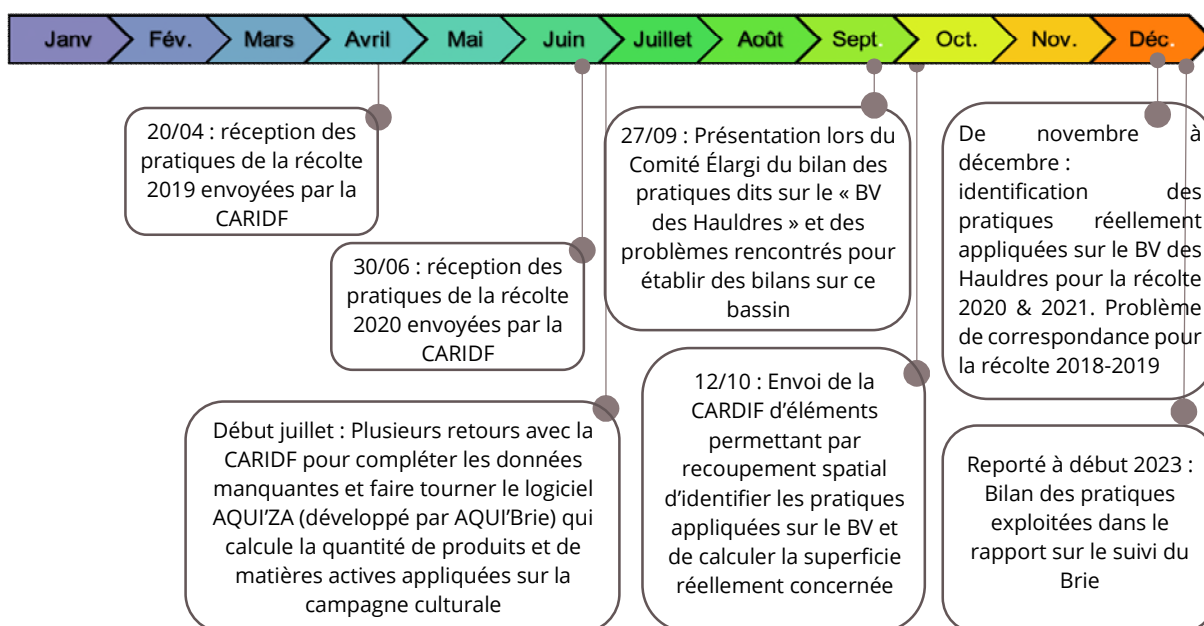 Janv Fév. Mars Avril Mai Juin Juillet Août Sept. Oct. Nov. Déc.
20/04 : réception des
pratiques de la récolte
2019 envoyées par la
CARIDF
30/06 : réception des
pratiques de la récolte
2020 envoyées par la
CARIDF
Début juillet : Plusieurs retours avec la
CARIDF pour compléter les données
manquantes et faire tourner le logiciel
AQUI’ZA (développé par AQUI’Brie) qui
calcule la quantité de produits et de
matières actives appliquées sur la
campagne culturale
27/09 : Présentation lors du
Comité Élargi du bilan des
pratiques dits sur le « BV
des Hauldres » et des
problèmes rencontrés pour
établir des bilans sur ce
bassin
12/10 : Envoi de la
CARDIF d’éléments
permettant par
recoupement spatial
d’identifier les pratiques
appliquées sur le BV et
de calculer la superficie
réellement concernée
De novembre à
décembre :
identification des
pratiques réellement
appliquées sur le BV des
Hauldres pour la récolte
2020 & 2021. Problème
de correspondance pour
la récolte 2018-2019
Reporté à début 2023 :
Bilan des pratiques
exploitées dans le
rapport sur le suivi du
Brie